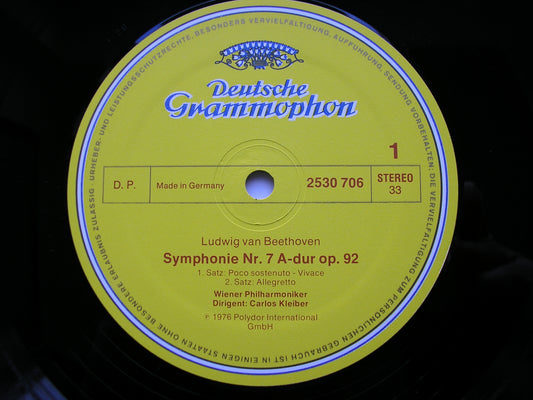 URHEBER- UND LEISTUNGSSCHUTZRECHTE, BESONDERS VERVIELFÄLTIGUNG, AUFFÜHRUNG, SENDUNG VORBEHALTEN; DIE VERVIELFÄLTIGUNG ZUM PERSÖNLICHEN GEBRAUCH IST IN EINIGEN STAATEN OHNE BESONDERE ERLAUBNIS ZULÄSSIG
Deutsche
Grammophon
1
D. P. Made in Germany 2530 706 STEREO
33
Ludwig van Beethoven
Symphonie Nr. 7 A-dur op. 92
1. Satz: Poco sostenuto - Vivace
2. Satz: Allegretto
Wiener Philharmoniker
Dirigent: Carlos Kleiber
℗ 1976 Polydor International
GmbH